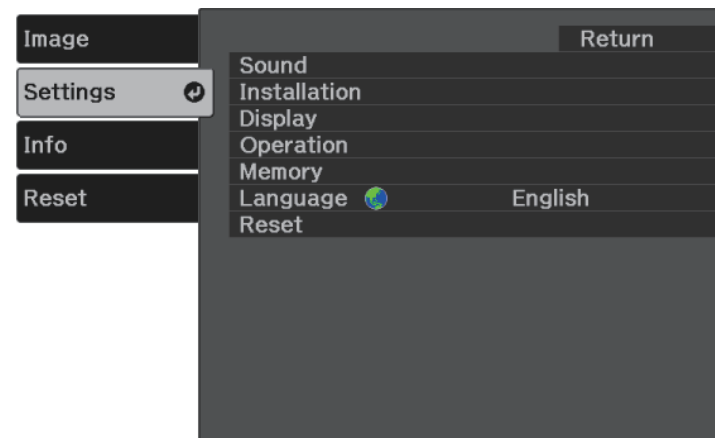 Image
Settings
Info
Reset
Return
Sound
Installation
Display
Operation
Memory
Language English
Reset